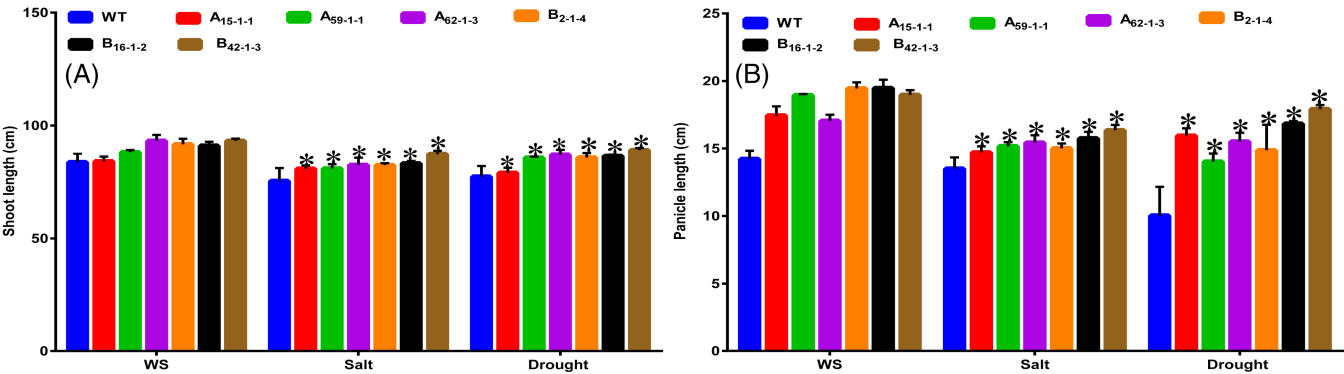 WT A15-1-1 A59-1-1 A62-1-3 B2-1-4
B16-1-2 B42-1-3
(A)
Shoot length (cm)
150
100
50
0
* * * * * *
* * * * * *
WS Salt Drought
WT A15-1-1 A59-1-1 A62-1-3 B2-1-4
B16-1-2 B42-1-3
(B)
Panicle length (cm)
25
20
15
10
5
0
* * * * * *
* * * * * *
WS Salt Drought